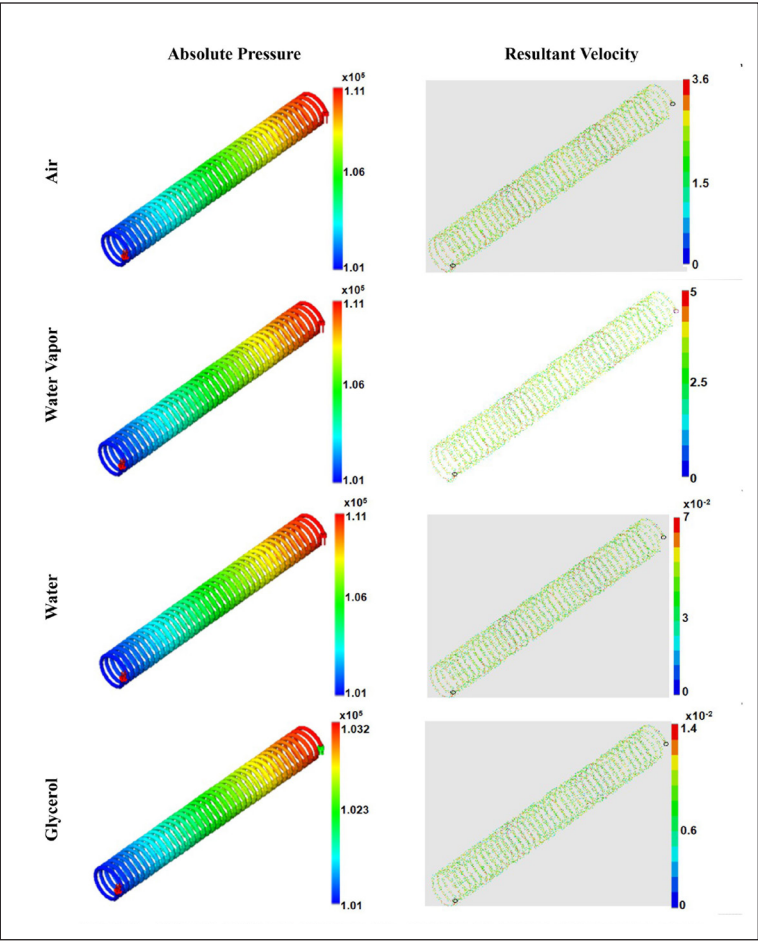 Absolute Pressure Resultant Velocity
Air
x10⁵
1.11
1.06
1.01
3.6
1.5
0
Water Vapor
x10⁵
1.11
1.06
1.01
5
2.5
0
Water
x10⁵
1.11
1.06
1.01
x10⁻²
7
3
0
Glycerol
x10⁵
1.032
1.023
1.01
x10⁻²
1.4
0.6
0